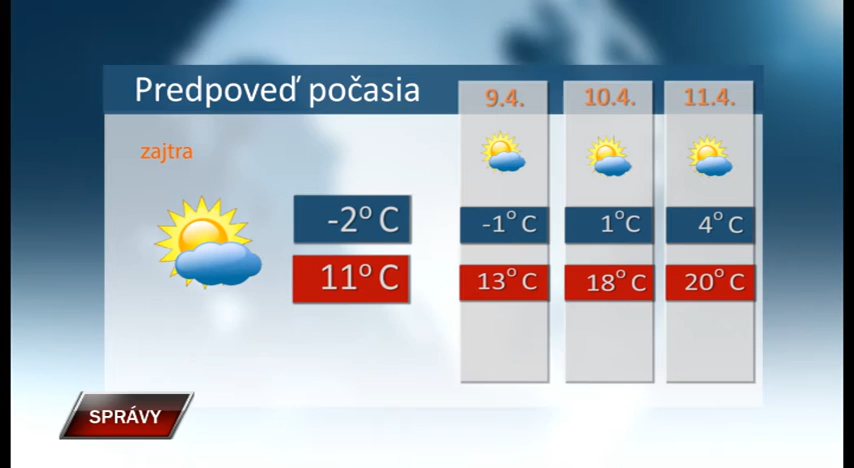 Predpoveď počasia
zajtra
-2° C
11° C
9.4. 10.4. 11.4.
-1° C 1°C 4° C
13° C 18° C 20° C
SPRÁVY